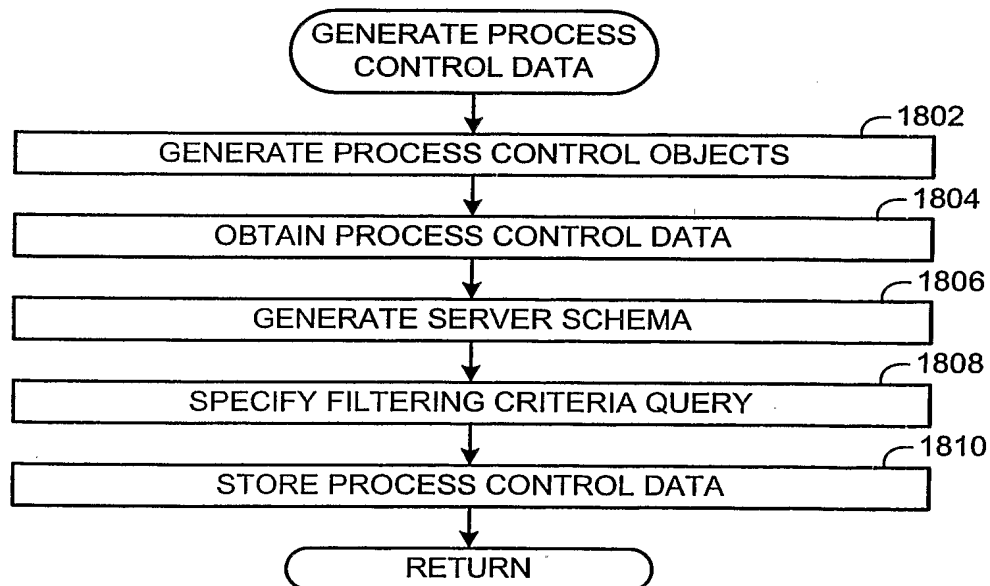 GENERATE PROCESS
CONTROL DATA
1802
GENERATE PROCESS CONTROL OBJECTS
1804
OBTAIN PROCESS CONTROL DATA
1806
GENERATE SERVER SCHEMA
1808
SPECIFY FILTERING CRITERIA QUERY
1810
STORE PROCESS CONTROL DATA
RETURN